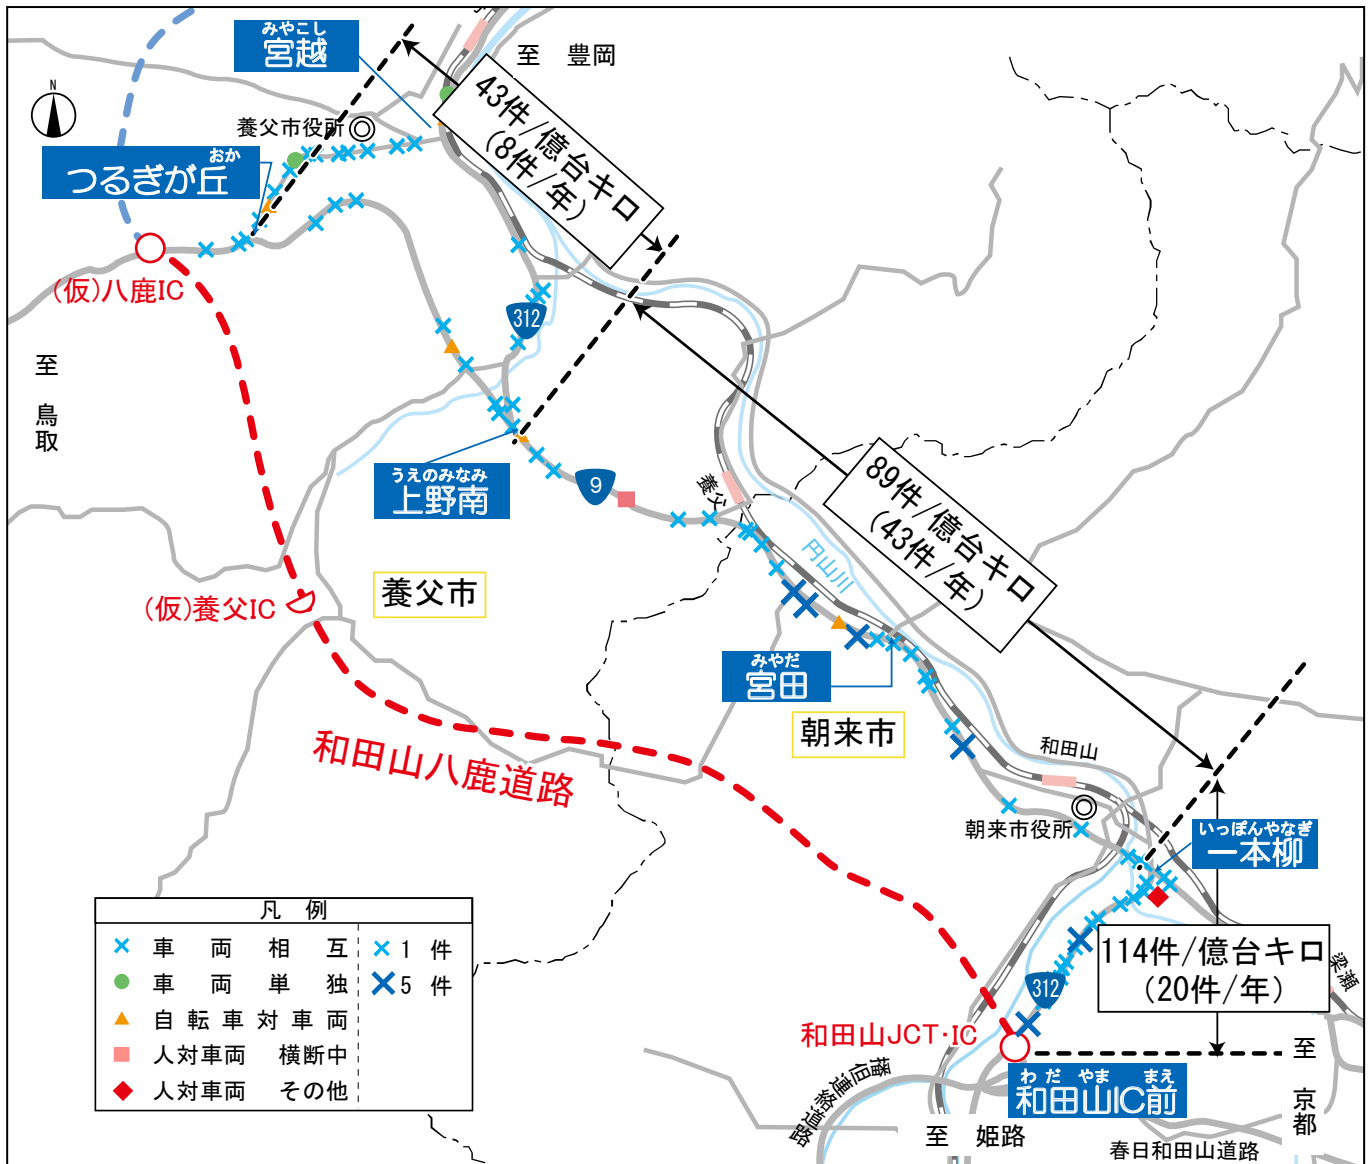 N
みやこし
宮越
至 豊岡
養父市役所
43件/億台キロ
(8件/年)
おか
つるぎが丘
(仮)八鹿IC
312
至 鳥取
うえのみなみ
上野南
9
養父
89件/億台キロ
(43件/年)
円山川
(仮)養父IC
養父市
みやだ
宮田
朝来市
和田山
和田山八鹿道路
朝来市役所
いっぽんやなぎ
一本柳
凡 例
車両相互
1件
車両単独
5件
自転車対車両
人対車両 横断中
人対車両 その他
114件/億台キロ
(20件/年)
梁瀬
312
和田山JCT・IC
至 京都
播但連絡道路
わだやま まえ
和田山IC前
至 姫路
春日和田山道路